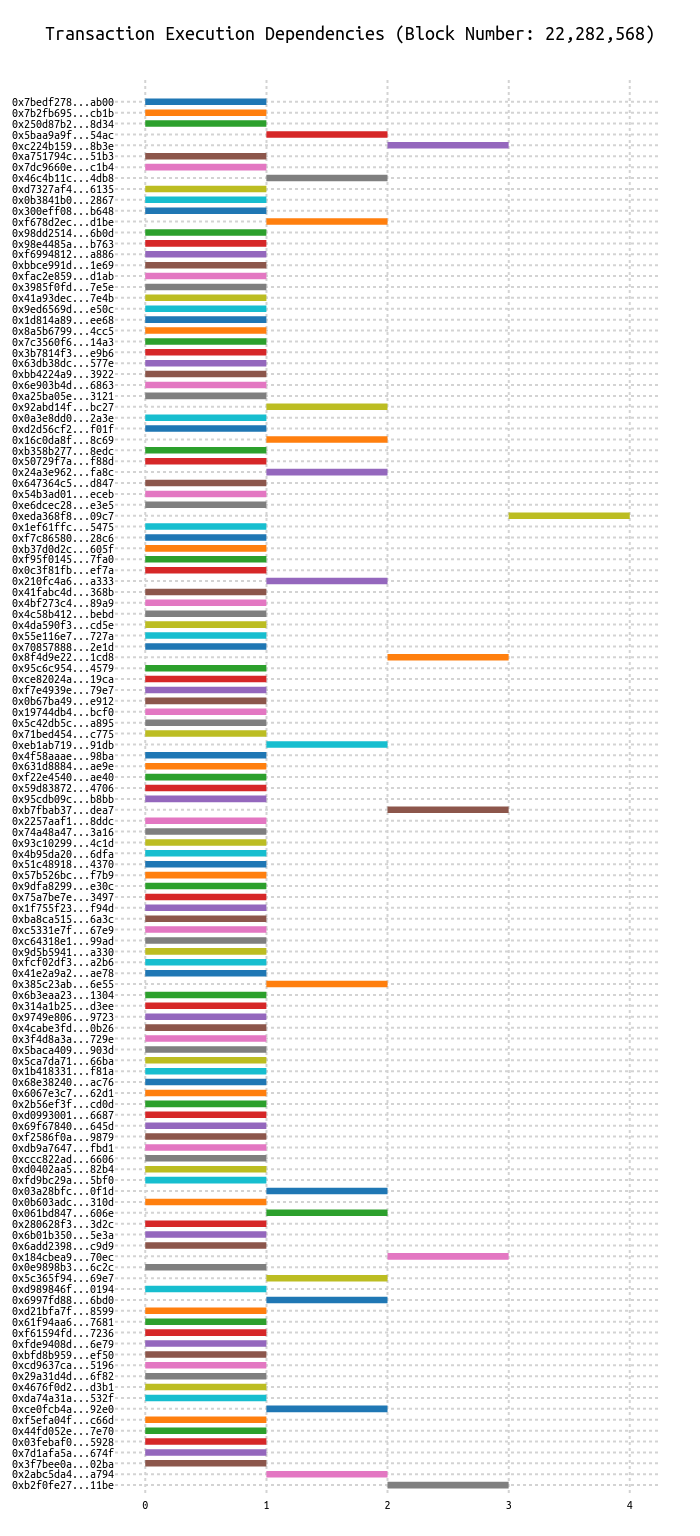 Transaction Execution Dependencies (Block Number: 22,282,568)
0x7bedf278...ab00
0x7b2fb695...cb1b
0x250d87b2...8d34
0x5baa9a9f...54ac
0xc224b159...8b3e
0xa751794c...51b3
0x7dc9660e...c1b4
0x46c4b11c...4db8
0xd7327af4...6135
0x0b3841b0...2867
0x300eff08...b648
0xf678d2ec...d1be
0x98dd2514...6b0d
0x98e4485a...b763
0xf6994812...a886
0xbbce991d...1e69
0xfac2e859...d1ab
0x3985f0fd...7e5e
0x41a93dec...7e4b
0x9ed6569d...e50c
0x1d814a89...ee68
0x8a5b6799...4cc5
0x7c3560f6...14a3
0x3b7814f3...e9b6
0x63db38dc...577e
0xbb4224a9...3922
0x6e903b4d...6863
0xa25ba05e...3121
0x92abd14f...bc27
0x0a3e8dd0...2a3e
0xd2d56cf2...f01f
0x16c0da8f...8c69
0xb358b277...8edc
0x50729f7a...f88d
0x24a3e962...fa8c
0x647364c5...d847
0x54b3ad01...eceb
0xe6dcec28...e3e5
0xeda368f8...09c7
0x1ef61ffc...5475
0xf7c86580...28c6
0xb37d0d2c...605f
0xf95f0145...7fa0
0x0c3f81fb...ef7a
0x210fc4a6...a333
0x41fabc4d...368b
0x4bf273c4...89a9
0x4c58b412...bebd
0x4da590f3...cd5e
0x55e116e7...727a
0x70857888...2e1d
0x8f4d9e22...1cd8
0x95c6c954...4579
0xce82024a...19ca
0xf7e4939e...79e7
0x0b67ba49...e912
0x19744db4...bcf0
0x5c42db5c...a895
0x71bed454...c775
0xeb1ab719...91db
0x4f58aaae...98ba
0x631d8884...ae9e
0xf22e4540...ae40
0x59d83872...4706
0x95cdb09c...b8bb
0xb7fbab37...dea7
0x2257aaf1...8ddc
0x74a48a47...3a16
0x93c10299...4c1d
0x4b95da20...6dfa
0x51c48918...4370
0x57b526bc...f7b9
0x9dfa8299...e30c
0x75a7be7e...3497
0x1f755f23...f94d
0xba8ca515...6a3c
0xc5331e7f...67e9
0xc64318e1...99ad
0x9d5b5941...a330
0xfcf02df3...a2b6
0x41e2a9a2...ae78
0x385c23ab...6e55
0x6b3eaa23...1304
0x314a1b25...d3ee
0x9749e806...9723
0x4cabe3fd...0b26
0x3f4d8a3a...729e
0x5baca409...903d
0x5ca7da71...66ba
0x1b418331...f81a
0x68e38240...ac76
0x6067e3c7...62d1
0x2b56ef3f...cd0d
0xd0993001...6687
0x69f67840...645d
0xf2586f0a...9879
0xdb9a7647...fbd1
0xccc822ad...6606
0xd0402aa5...82b4
0xfd9bc29a...5bf0
0x03a28bfc...0f1d
0x0b603adc...310d
0x061bd847...606e
0x280628f3...3d2c
0x6b01b350...5e3a
0x6add2398...c9d9
0x184cbea9...70ec
0x0e9898b3...6c2c
0x5c365f94...69e7
0xd989846f...0194
0x6997fd88...6bd0
0xd21bfa7f...8599
0x61f94aa6...7681
0xf61594fd...7236
0xfde9408d...6e79
0xbfd8b959...ef50
0xcd9637ca...5196
0x29a31d4d...6f82
0x4676f0d2...d3b1
0xda74a31a...532f
0xce0fcb4a...92e0
0xf5efa04f...c66d
0x44fd052e...7e70
0x03febaf0...5928
0x7d1afa5a...674f
0x3f7bee0a...02ba
0x2abc5da4...a794
0xb2f0fe27...11be
0 1 2 3 4